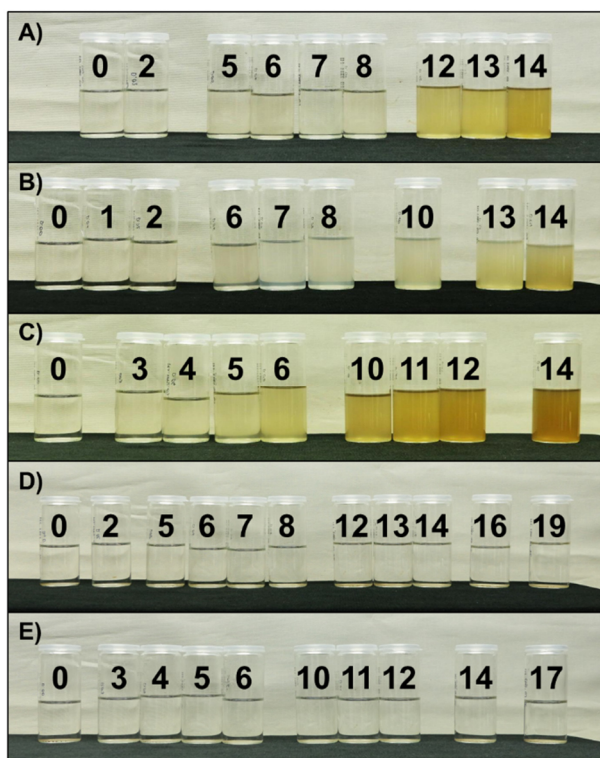 A)
0 2 5 6 7 8 12 13 14
B)
0 1 2 6 7 8 10 13 14
C)
0 3 4 5 6 10 11 12 14
D)
0 2 5 6 7 8 12 13 14 16 19
E)
0 3 4 5 6 10 11 12 14 17